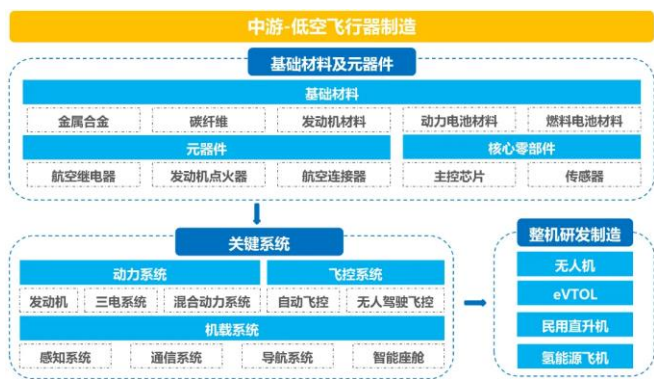 中游-低空飞行器制造
基础材料及元器件
基础材料
金属合金 碳纤维 发动机材料 动力电池材料 燃料电池材料
元器件 核心零部件
航空继电器 发动机点火器 航空连接器 主控芯片 传感器
关键系统
动力系统 飞控系统
发动机 三电系统 混合动力系统 自动飞控 无人驾驶飞控
机载系统
感知系统 通信系统 导航系统 智能座舱
整机研发制造
无人机
eVTOL
民用直升机
氢能源飞机